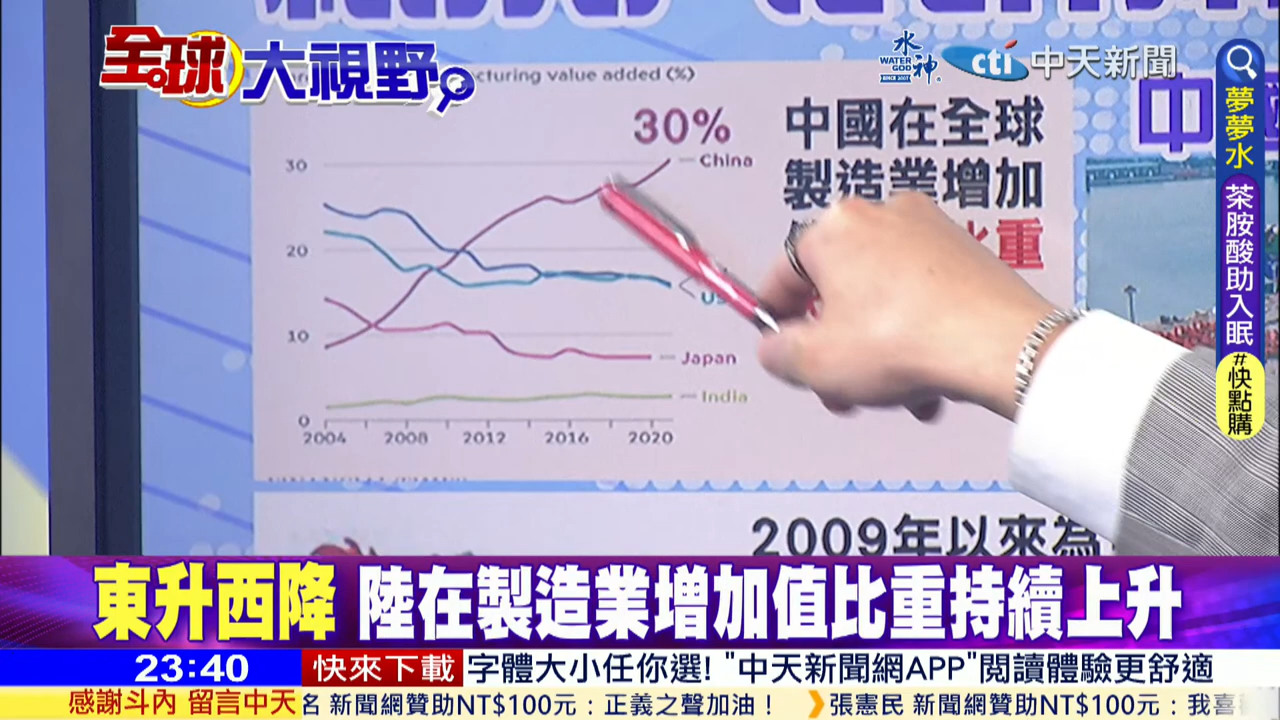 全球大視野
水神
WATER GOD
SINCE 2007
cti 中天新聞
cturing value added (%)
30%
30
20
10
0
China
US
Japan
India
2004 2008 2012 2016 2020
中國在全球
製造業增加
比重
中
夢夢水
茶胺酸助入眠
#快點購
2009年以來為
東升西降 陸在製造業增加值比重持續上升
23:40 快來下載 字體大小任你選! "中天新聞網APP"閱讀體驗更舒適
感謝斗內 留言中天 名 新聞網贊助NT$100元：正義之聲加油！ 張憲民 新聞網贊助NT$100元：我喜